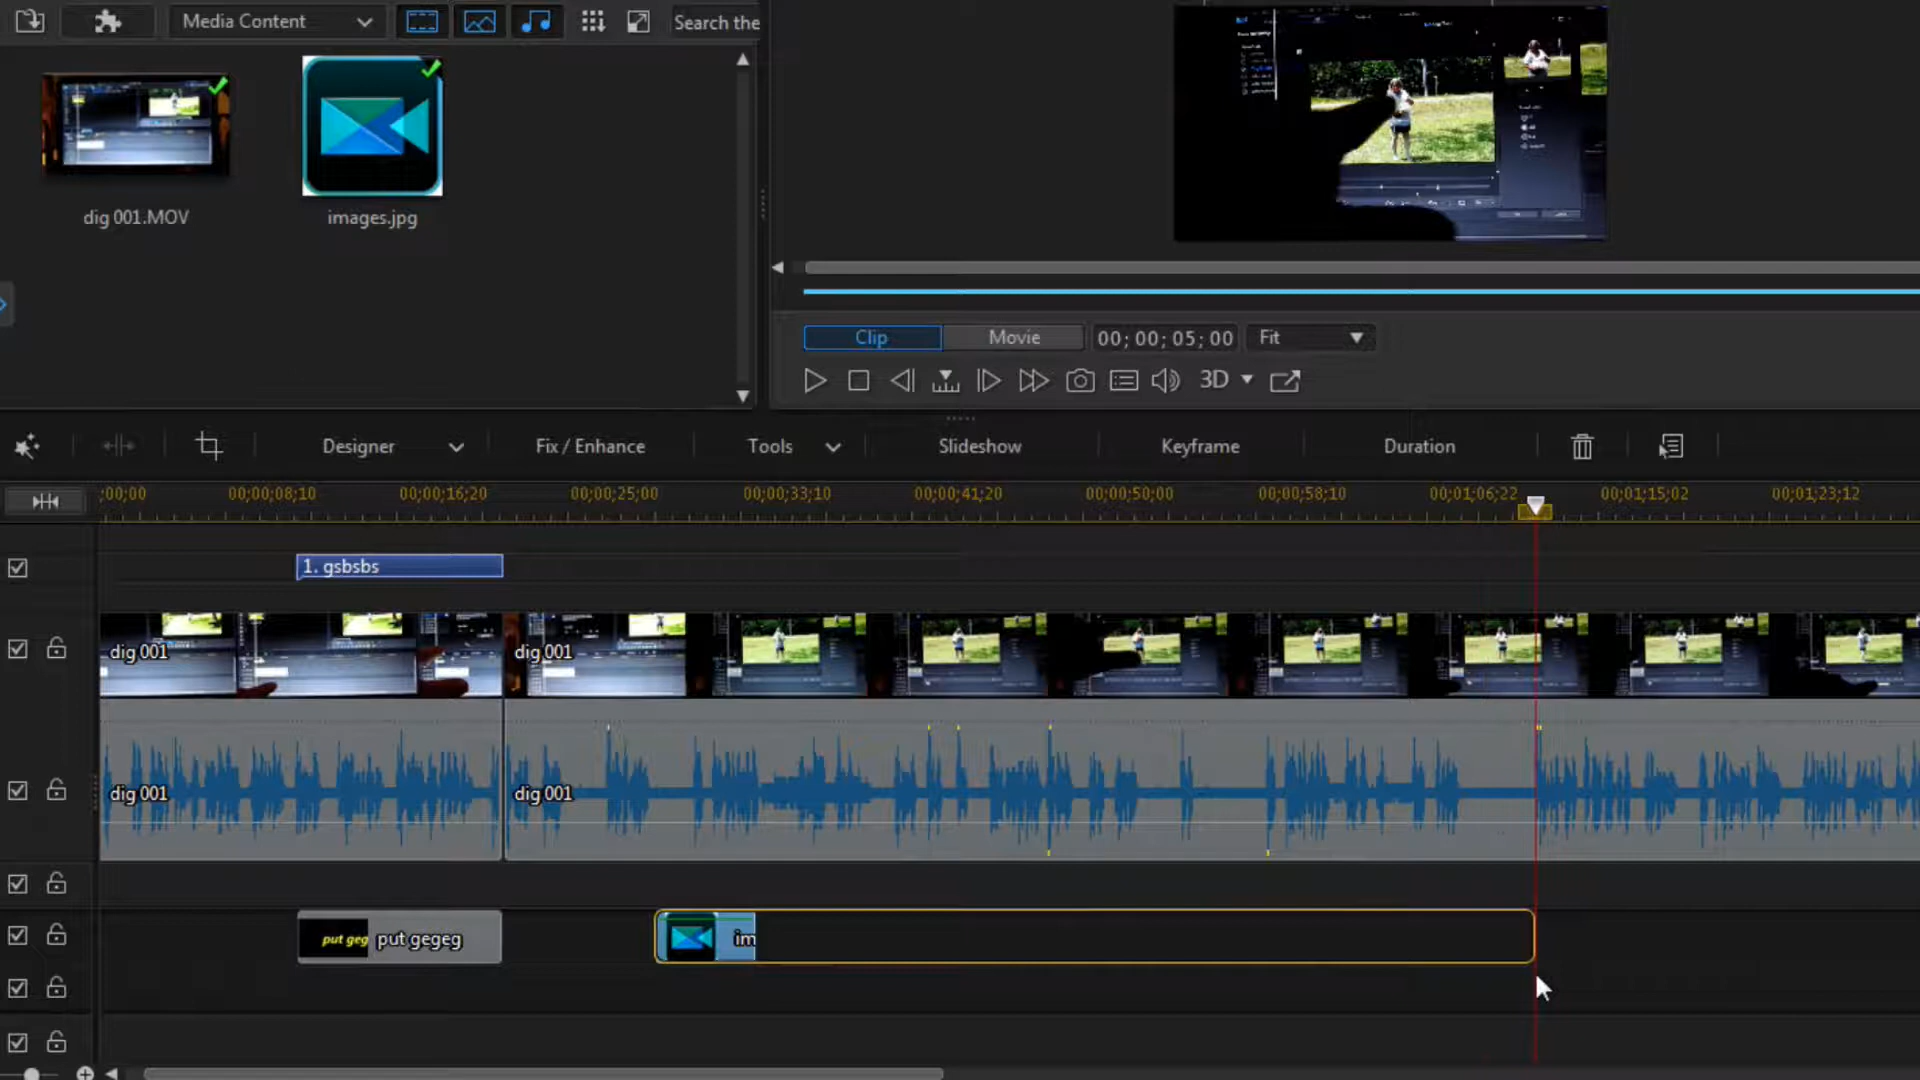 Media Content
Search the
dig 001.MOV
images.jpg
Clip
Movie
00; 00; 05; 00
Fit
3D
Designer
Fix / Enhance
Tools
Slideshow
Keyframe
Duration
;00;00
00;00;08;10
00;00;16;20
00;00;25;00
00;00;33;10
00;00;41;20
00;00;50;00
00;00;58;10
00;01;06;22
00;01;15;02
00;01;23;12
1. gsbsbs
dig 001
dig 001
dig 001
dig 001
put geg
put gegeg
im